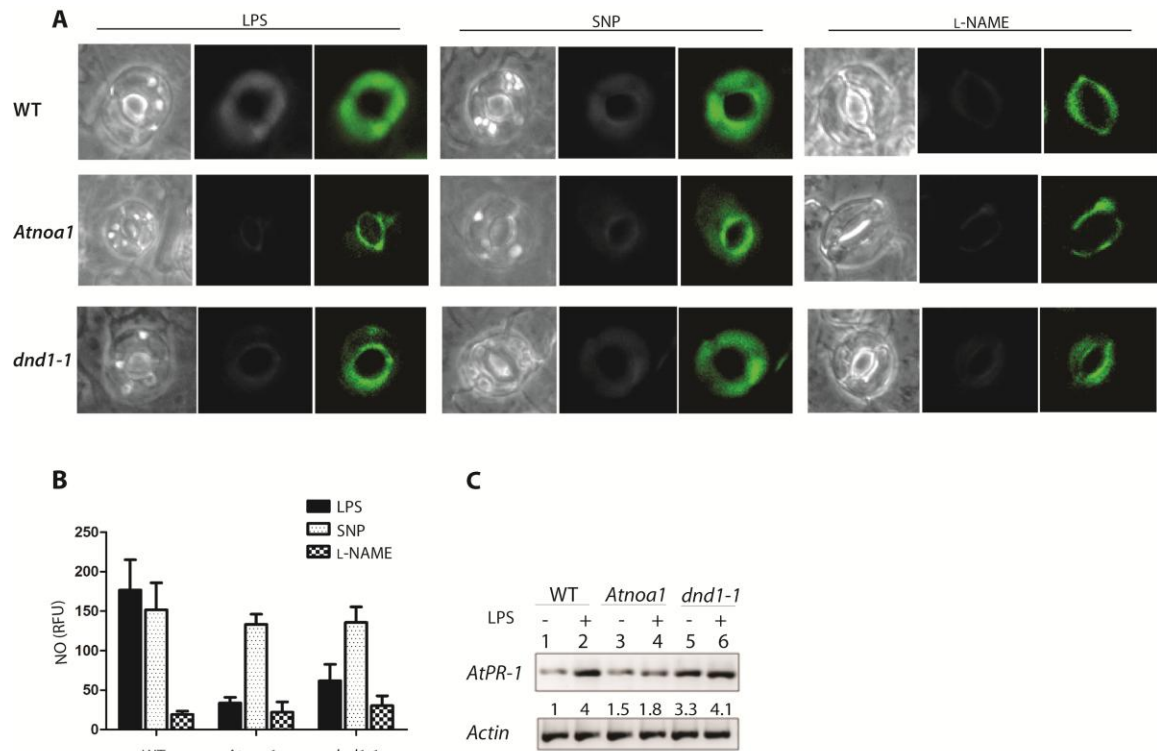 A
LPS SNP L-NAME
WT
Atnoa1
dnd1-1
B
LPS
SNP
L-NAME
250
200
150
100
50
0
NO (RFU)
C
WT Atnoa1 dnd1-1
LPS - + - + - +
1 2 3 4 5 6
AtPR-1
1 4 1.5 1.8 3.3 4.1
Actin